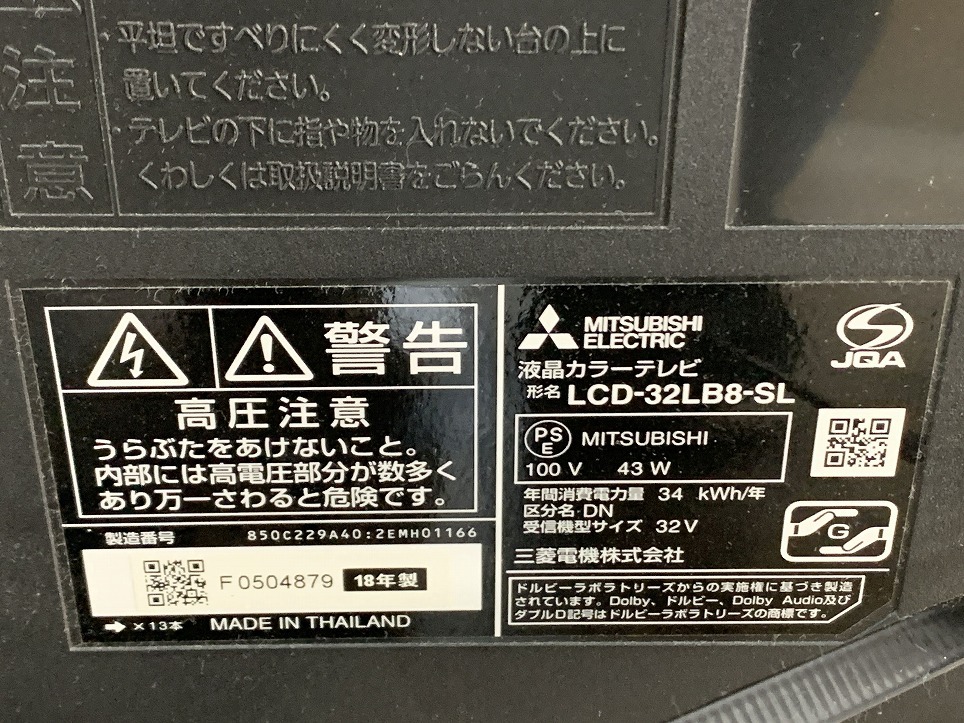 注意
・平坦ですべりにくく変形しない台の上に
置いてください。
・テレビの下に指や物を入れないでください。
くわしくは取扱説明書をごらんください。
警告
高圧注意
うらぶたをあけないこと。
内部には高電圧部分が数多く
あり万一さわると危険です。
製造番号 850C229A40:2EMH01166
F0504879 18年製
➔ ×13本 MADE IN THAILAND
MITSUBISHI
ELECTRIC
JQA
液晶カラーテレビ
形名 LCD-32LB8-SL
PSE MITSUBISHI
100 V 43 W
年間消費電力量 34 kWh/年
区分名 DN
受信機型サイズ 32V
G
三菱電機株式会社
ドルビーラボラトリーズからの実施権に基づき製造
されています。Dolby、ドルビー、Dolby Audio及び
ダブルD記号はドルビーラボラトリーズの商標です。